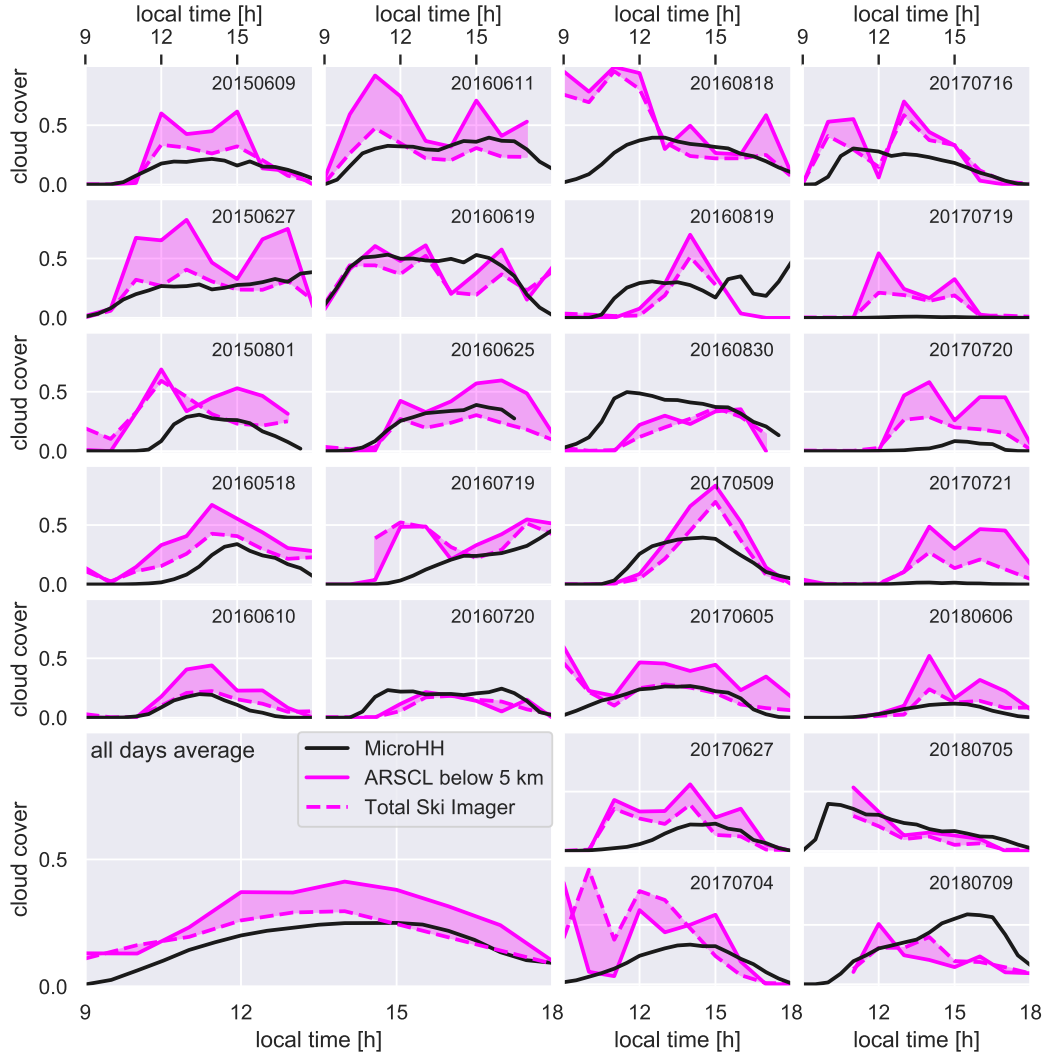 local time [h] local time [h] local time [h] local time [h]
9 12 15 9 12 15 9 12 15 9 12 15
cloud cover 0.5 0.0 20150609 20160611 20160818 20170716
cloud cover 0.5 0.0 20150627 20160619 20160819 20170719
cloud cover 0.5 0.0 20150801 20160625 20160830 20170720
cloud cover 0.5 0.0 20160518 20160719 20170509 20170721
cloud cover 0.5 0.0 20160610 20160720 20170605 20180606
all days average
MicroHH
ARSCL below 5 km
Total Ski Imager
20170627 20180705
cloud cover 0.5 0.0
20170704 20180709
9 12 15 18 12 15 18 12 15 18
local time [h] local time [h] local time [h]